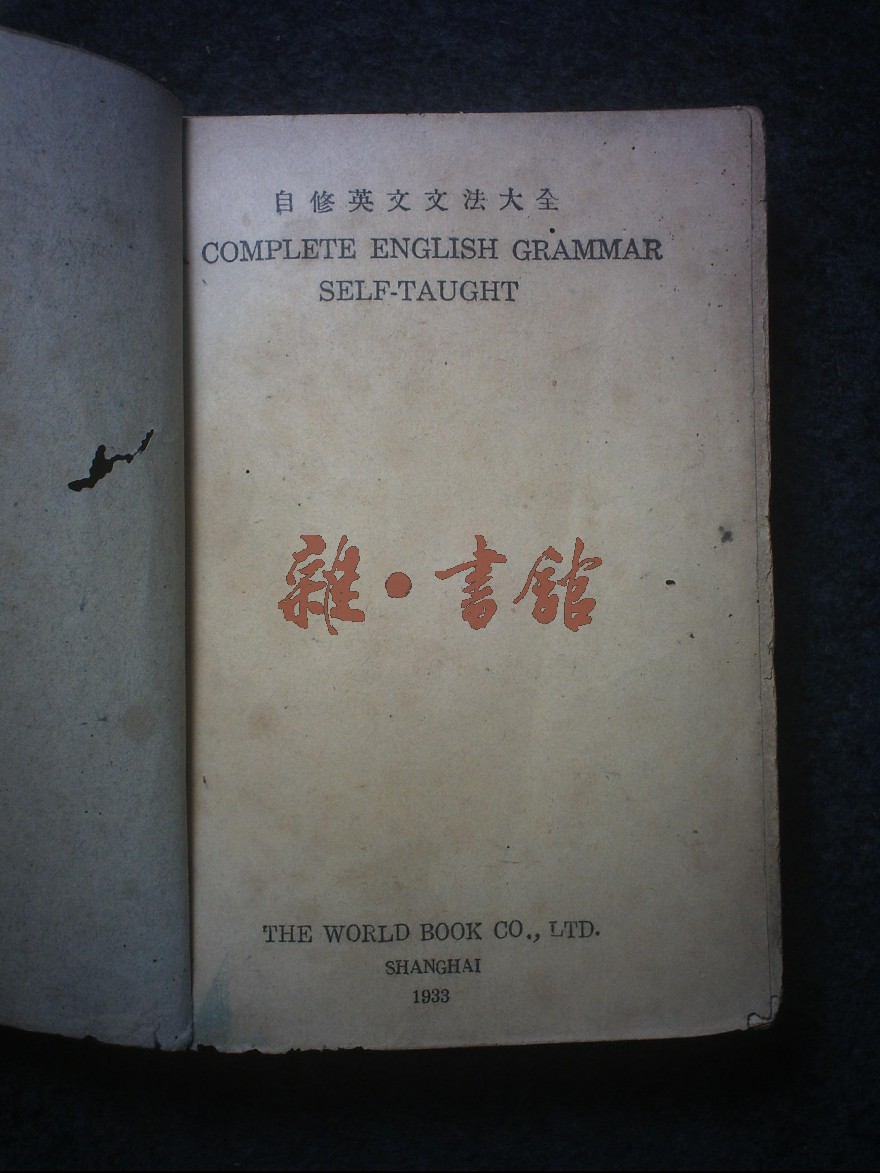 自修英文文法大全
COMPLETE ENGLISH GRAMMAR
SELF-TAUGHT
雜·書館
THE WORLD BOOK CO., LTD.
SHANGHAI
1933